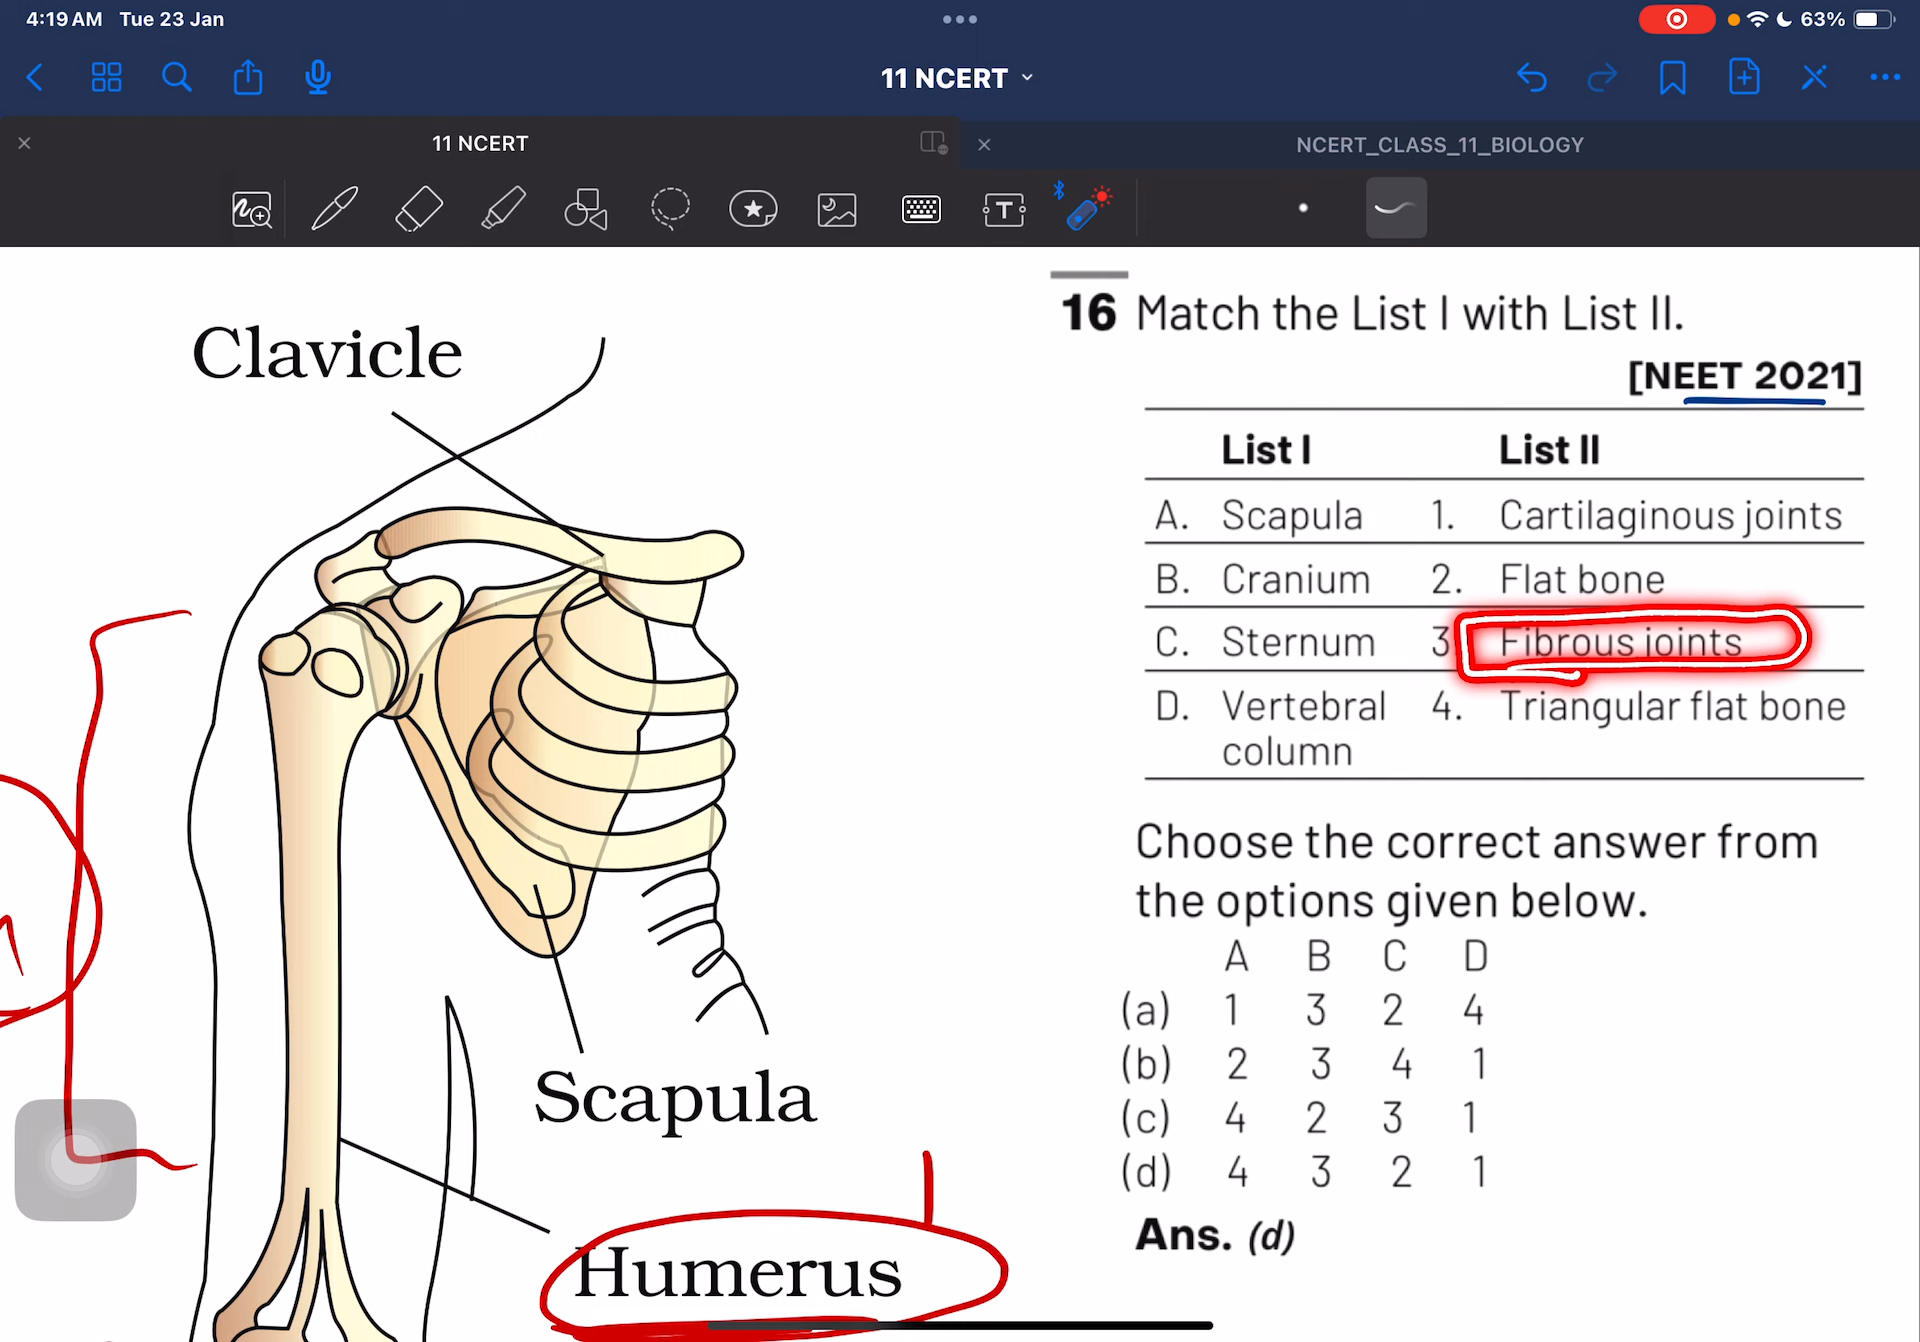 4:19 AM Tue 23 Jan
63%
11 NCERT
11 NCERT
NCERT_CLASS_11_BIOLOGY
Clavicle
Scapula
Humerus
16 Match the List I with List II.
[NEET 2021]
List I List II
A. Scapula 1. Cartilaginous joints
B. Cranium 2. Flat bone
C. Sternum 3 Fibrous joints
D. Vertebral column 4. Triangular flat bone
Choose the correct answer from
the options given below.
A B C D
(a) 1 3 2 4
(b) 2 3 4 1
(c) 4 2 3 1
(d) 4 3 2 1
Ans. (d)